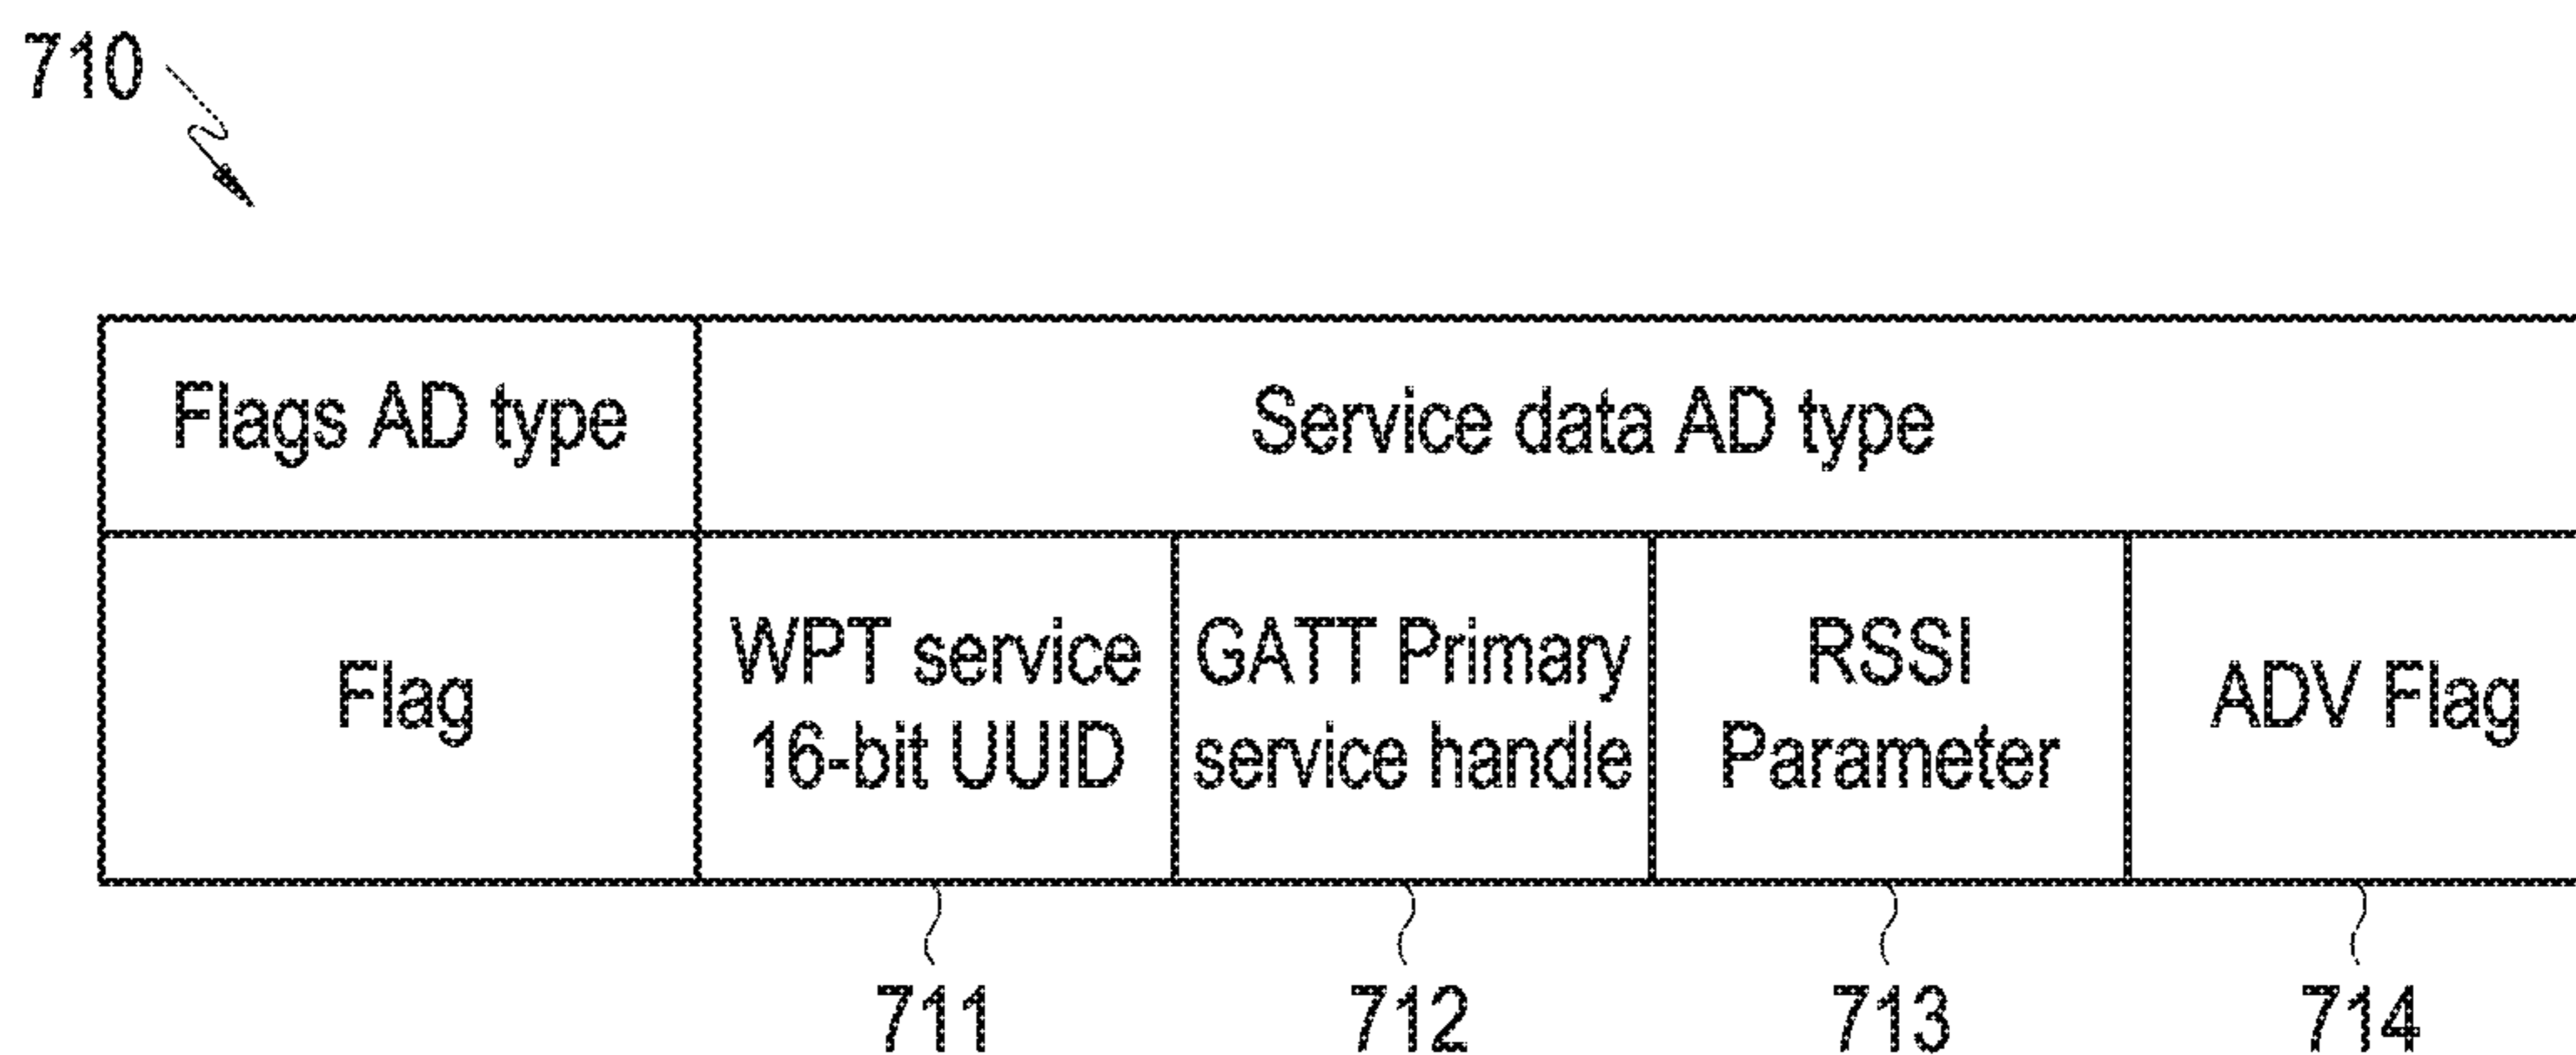 710
Flags AD type
Service data AD type
Flag
WPT service
16-bit UUID
GATT Primary
service handle
RSSI
Parameter
ADV Flag
711
712
713
714